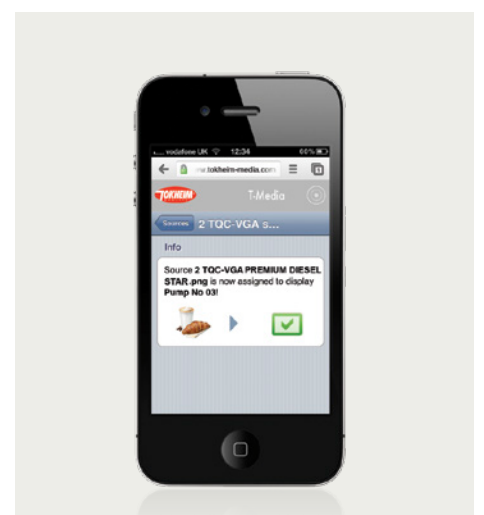 vodafone UK 12:34 60%
tokheim-media.com
TOKHEIM
T-Media
Sources
2 TQC-VGA s...
Info
Source 2 TQC-VGA PREMIUM DIESEL
STAR.png is now assigned to display
Pump No 03!